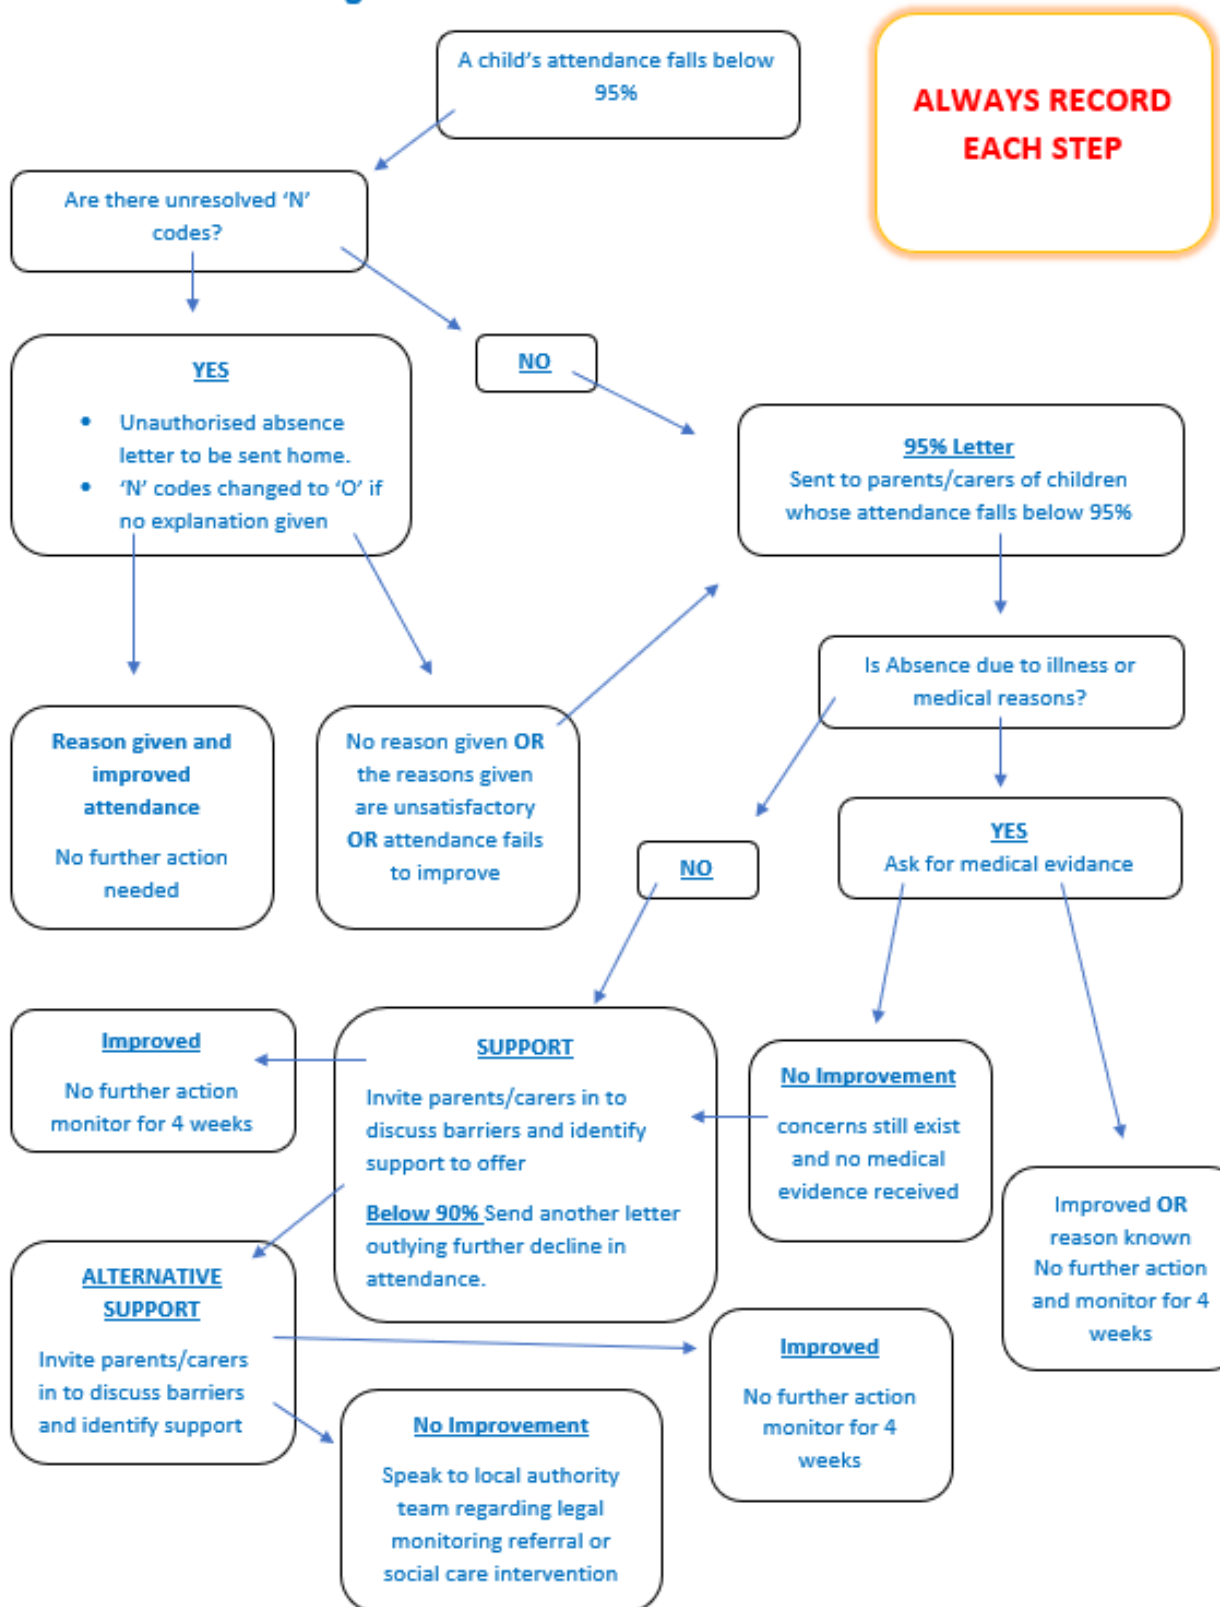 A child's attendance falls below
95%
ALWAYS RECORD
EACH STEP
Are there unresolved 'N'
codes?
YES
• Unauthorised absence
letter to be sent home.
• 'N' codes changed to 'O' if
no explanation given
NO
95% Letter
Sent to parents/carers of children
whose attendance falls below 95%
Is Absence due to illness or
medical reasons?
Reason given and
improved
attendance
No further action
needed
No reason given OR
the reasons given
are unsatisfactory
OR attendance fails
to improve
NO
YES
Ask for medical evidence
Improved
No further action
monitor for 4 weeks
SUPPORT
Invite parents/carers in to
discuss barriers and identify
support to offer
Below 90% Send another letter
outlying further decline in
attendance.
No Improvement
concerns still exist
and no medical
evidence received
Improved OR
reason known
No further action
and monitor for 4
weeks
ALTERNATIVE
SUPPORT
Invite parents/carers
in to discuss barriers
and identify support
Improved
No further action
monitor for 4
weeks
No Improvement
Speak to local authority
team regarding legal
monitoring referral or
social care intervention